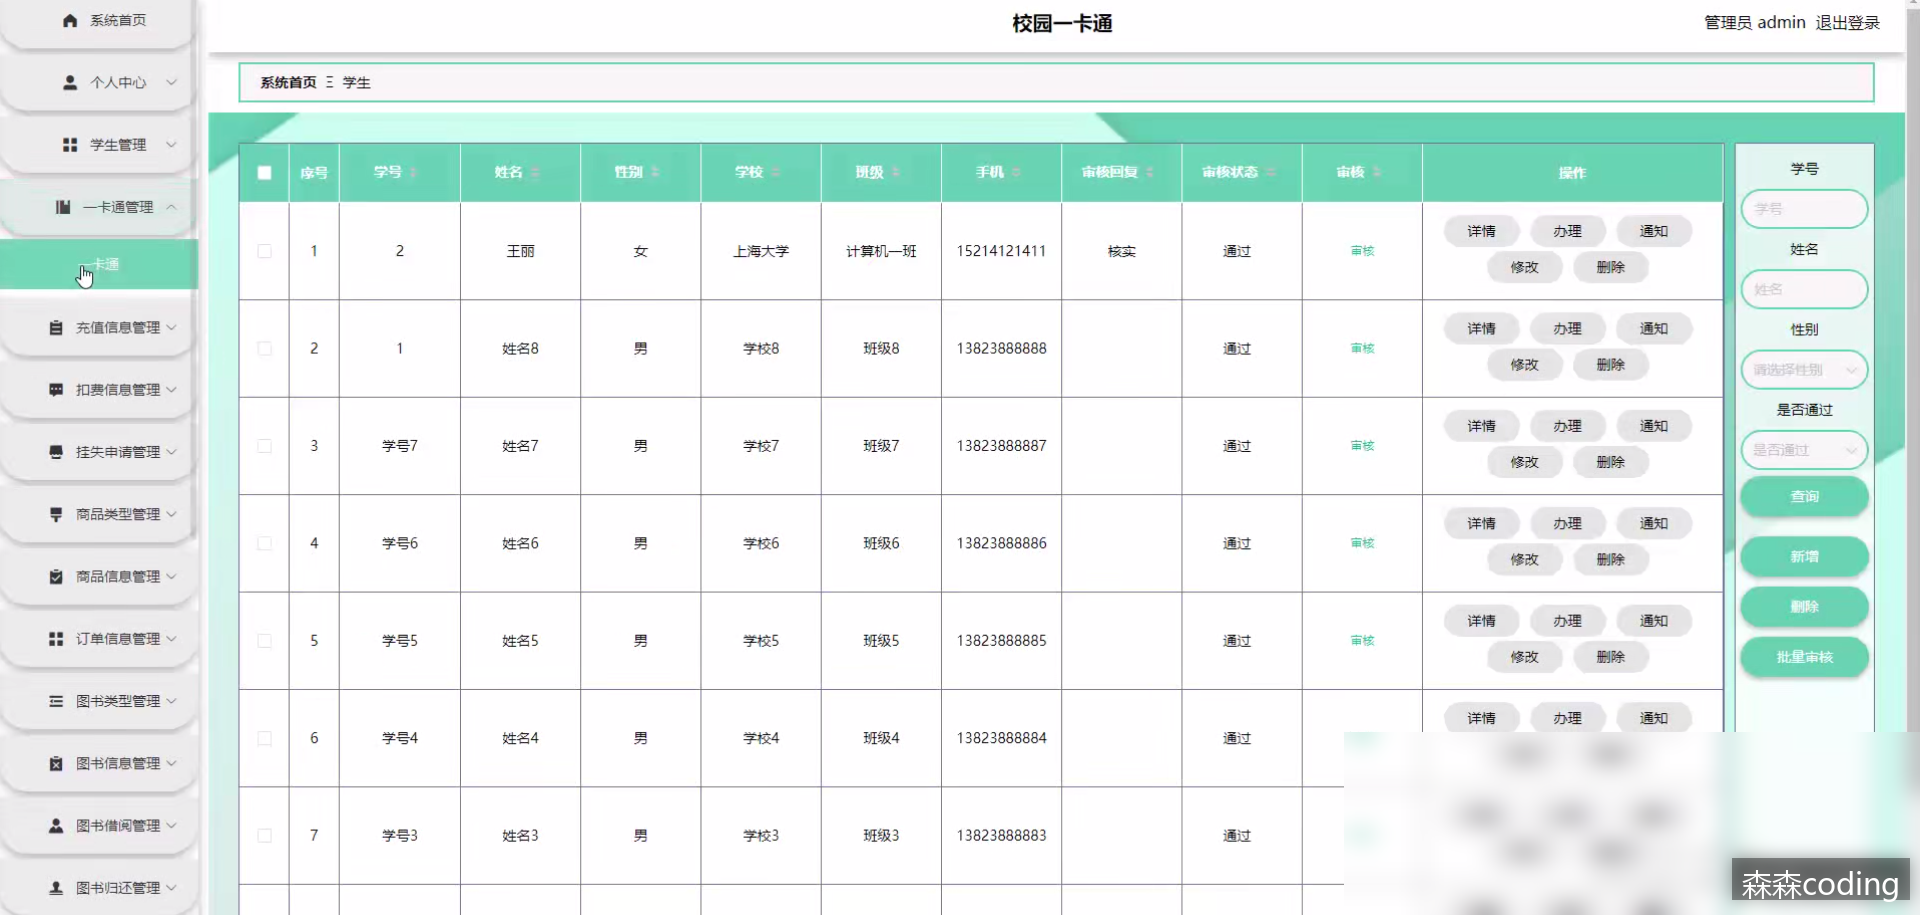 校园一卡通
管理员 admin 退出登录
系统首页
个人中心
学生管理
一卡通管理
一卡通
充值信息管理
扣费信息管理
挂失申请管理
商品类型管理
商品信息管理
订单信息管理
图书类型管理
图书信息管理
图书借阅管理
图书归还管理
系统首页 Ξ 学生
序号 学号 姓名 性别 学校 班级 手机 审核回复 审核状态 审核 操作
1 2 王丽 女 上海大学 计算机一班 15214121411 核实 通过 审核 详情 办理 通知
修改 删除
2 1 姓名8 男 学校8 班级8 13823888888 通过 审核 详情 办理 通知
修改 删除
3 学号7 姓名7 男 学校7 班级7 13823888887 通过 审核 详情 办理 通知
修改 删除
4 学号6 姓名6 男 学校6 班级6 13823888886 通过 审核 详情 办理 通知
修改 删除
5 学号5 姓名5 男 学校5 班级5 13823888885 通过 审核 详情 办理 通知
修改 删除
6 学号4 姓名4 男 学校4 班级4 13823888884 通过 详情 办理 通知
7 学号3 姓名3 男 学校3 班级3 13823888883 通过
学号
学号
姓名
姓名
性别
请选择性别
是否通过
是否通过
查询
新增
删除
批量审核
森森coding